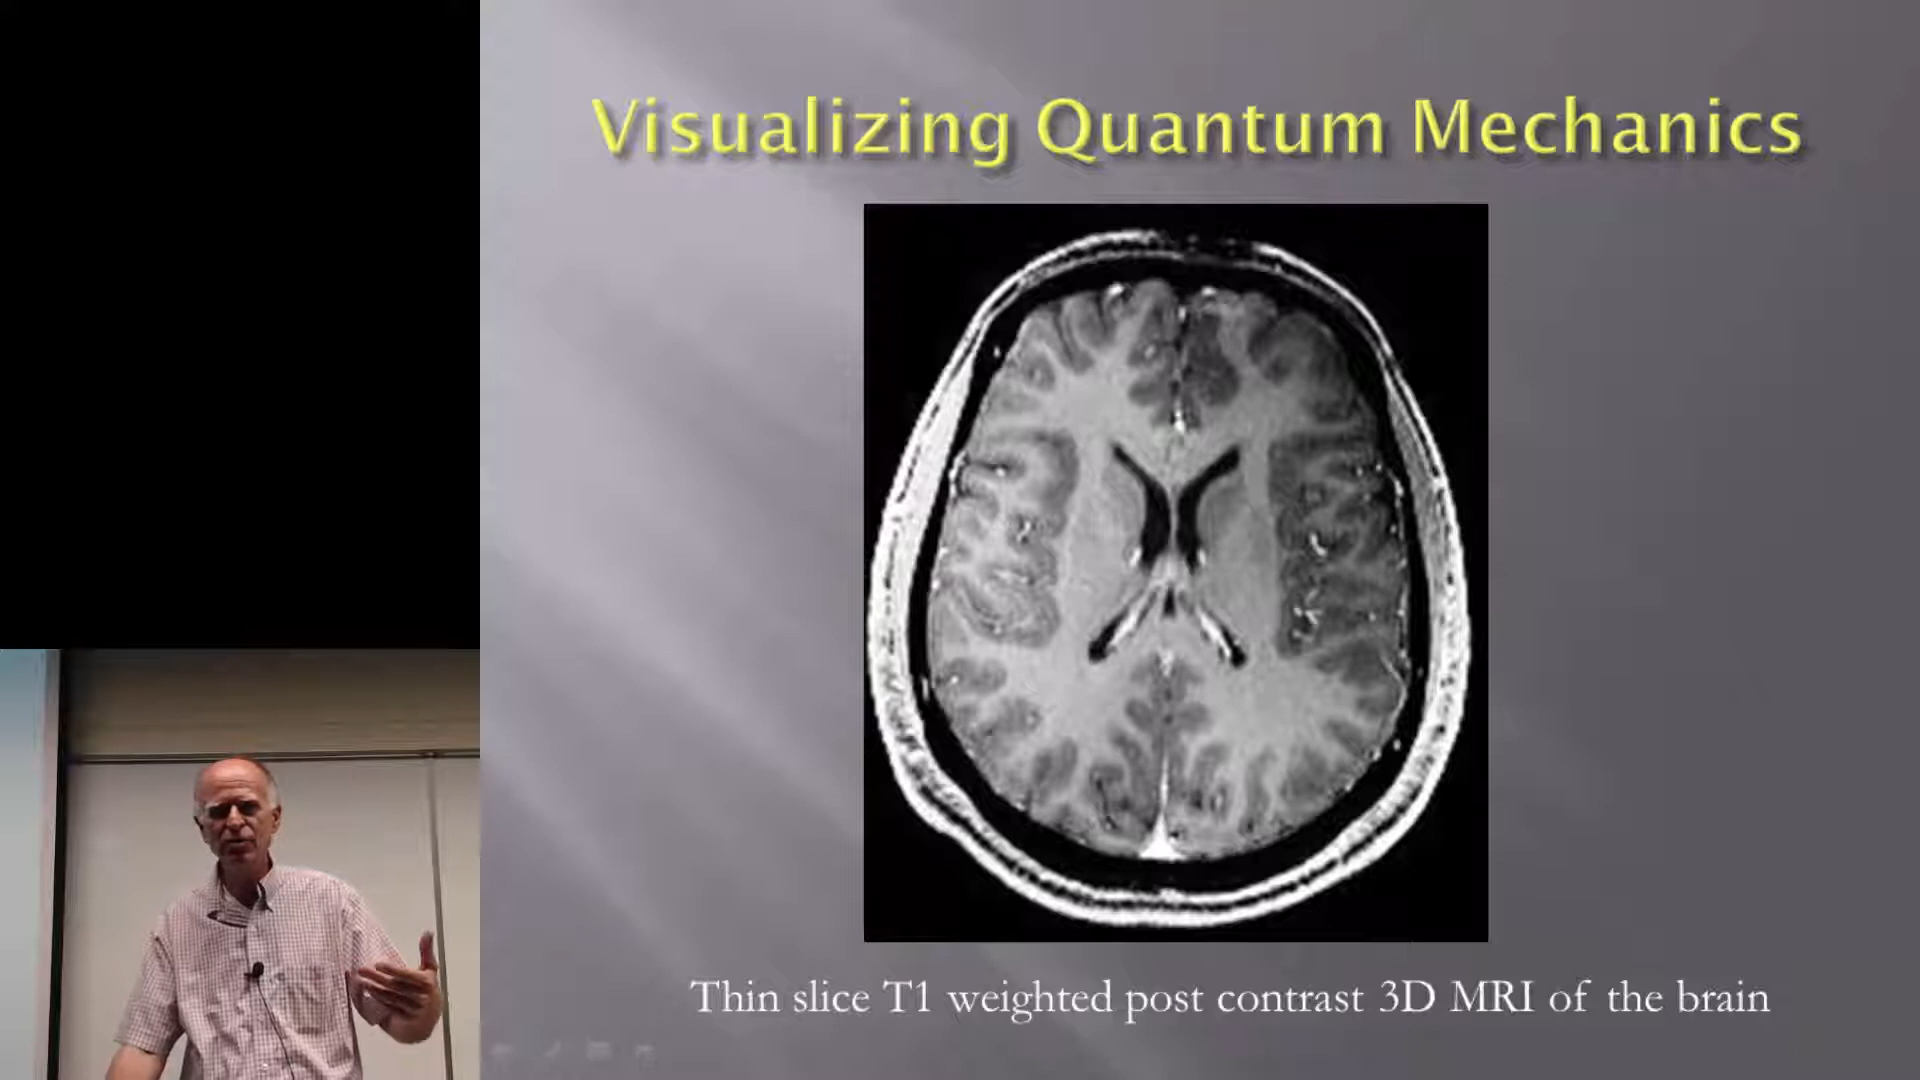 Visualizing Quantum Mechanics
Thin slice T1 weighted post contrast 3D MRI of the brain